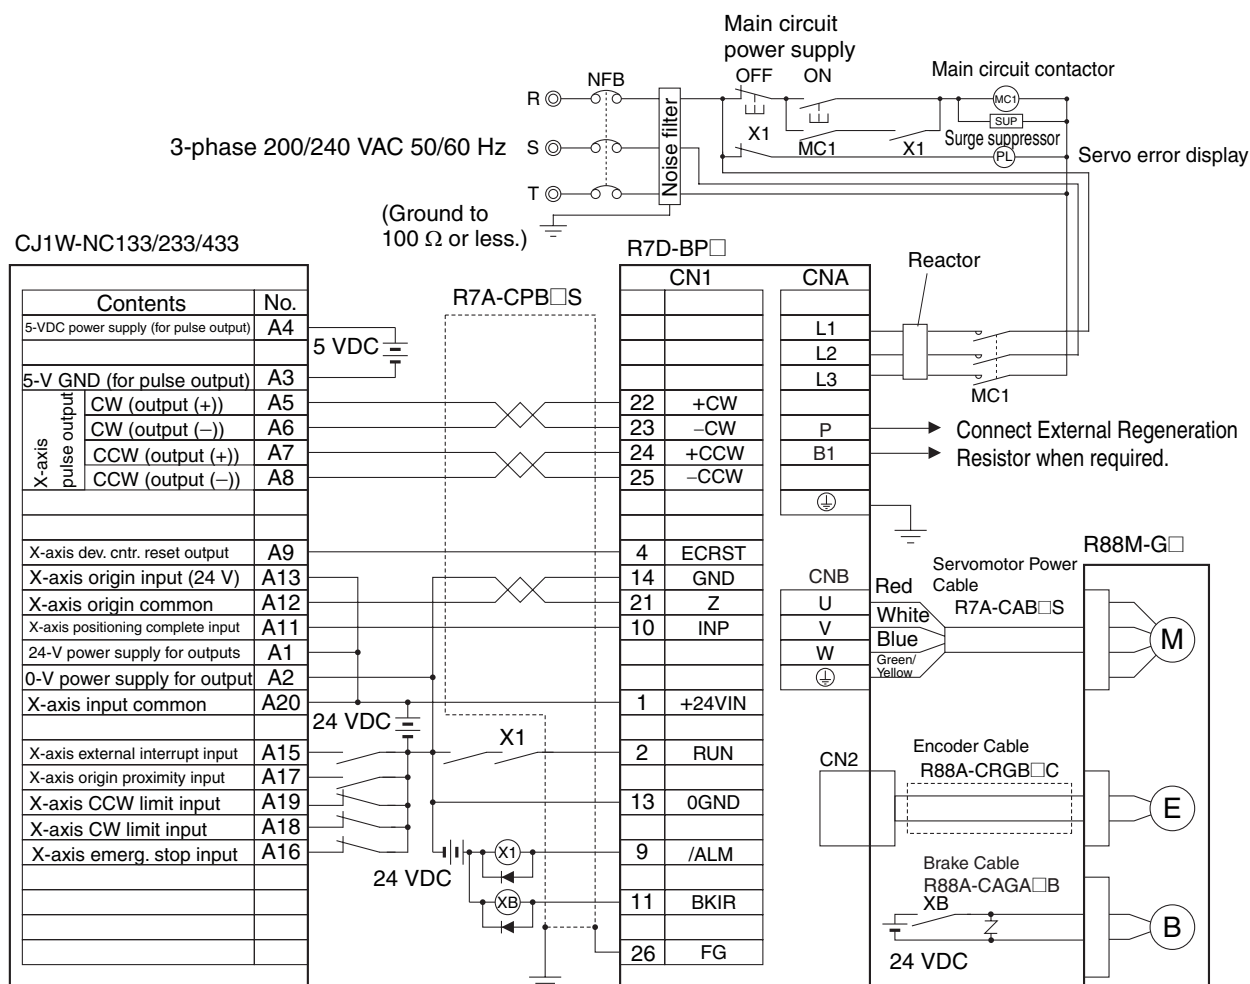 Main circuit
power supply
OFF ON
Main circuit contactor
NFB
R
MC1
SUP
Surge suppressor
X1
MC1
X1
3-phase 200/240 VAC 50/60 Hz
S
PL
Servo error display
Noise filter
T
(Ground to
100 Ω or less.)
CJ1W-NC133/233/433
R7D-BP□
Reactor
CN1
CNA
Contents No.
R7A-CPB□S
5-VDC power supply (for pulse output) A4
L1
5 VDC
L2
5-V GND (for pulse output) A3
L3
MC1
X-axis
pulse output
CW (output (+)) A5
22 +CW
CW (output (−)) A6
23 −CW
P
Connect External Regeneration
CCW (output (+)) A7
24 +CCW
B1
Resistor when required.
CCW (output (−)) A8
25 −CCW
R88M-G□
X-axis dev. cntr. reset output A9
4 ECRST
X-axis origin input (24 V) A13
14 GND
CNB
Red
Servomotor Power
Cable
R7A-CAB□S
X-axis origin common A12
21 Z
U
White
X-axis positioning complete input A11
10 INP
V
Blue
M
24-V power supply for outputs A1
W
Green/
Yellow
0-V power supply for output A2
X-axis input common A20
1 +24VIN
24 VDC
X1
X-axis external interrupt input A15
2 RUN
CN2
Encoder Cable
R88A-CRGB□C
X-axis origin proximity input A17
X-axis CCW limit input A19
13 0GND
E
X-axis CW limit input A18
X-axis emerg. stop input A16
X1
9 /ALM
24 VDC
Brake Cable
R88A-CAGA□B
XB
11 BKIR
XB
B
26 FG
24 VDC